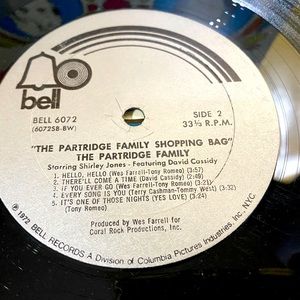 bell
BELL 6072
(6072SB-BW)
SIDE 2
33⅓ R.P.M.
"THE PARTRIDGE FAMILY SHOPPING BAG"
THE PARTRIDGE FAMILY
Starring Shirley Jones - Featuring David Cassidy
1. HELLO, HELLO (Wes Farrell-Tony Romeo) (3:57)
2. THERE'LL COME A TIME (David Cassidy) (2:49)
3. IF YOU EVER GO (Wes Farrell-Tony Romeo) (3:21)
4. EVERY SONG IS YOU (Terry Cashman-Tommy West) (3:21)
5. IT'S ONE OF THOSE NIGHTS (YES LOVE) (3:24)
(Tony Romeo)
Produced by Wes Farrell for
Coral Rock Productions, Inc.
℗1972 BELL RECORDS A Division of Columbia Pictures Industries, Inc. N.Y.C.